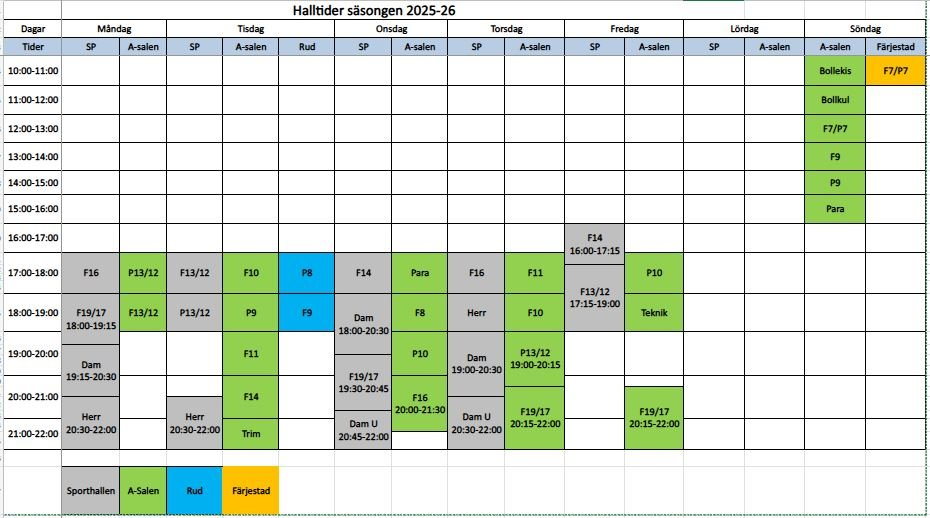 Halltider säsongen 2025-26
Dagar Måndag Tisdag Onsdag Torsdag Fredag Lördag Söndag
Tider SP A-salen SP A-salen Rud SP A-salen SP A-salen SP A-salen SP A-salen A-salen Färjestad
10:00-11:00 Bollekis F7/P7
11:00-12:00 Bollkul
12:00-13:00 F7/P7
13:00-14:00 F9
14:00-15:00 P9
15:00-16:00 Para
16:00-17:00 F14
16:00-17:15
17:00-18:00 F16 P13/12 F13/12 F10 P8 F14 Para F16 F11 F13/12 P10
17:15-19:00
18:00-19:00 F19/17 F13/12 P13/12 P9 F9 Dam F8 Herr F10 Teknik
18:00-19:15 18:00-20:30
19:00-20:00 Dam F11 F19/17 P10 Dam P13/12
19:15-20:30 19:30-20:45 19:00-20:30 19:00-20:15
20:00-21:00 Herr Herr F14 Dam U F16 Dam U F19/17 F19/17
20:30-22:00 20:30-22:00 20:45-22:00 20:00-21:30 20:30-22:00 20:15-22:00 20:15-22:00
21:00-22:00 Trim
Sporthallen A-Salen Rud Färjestad